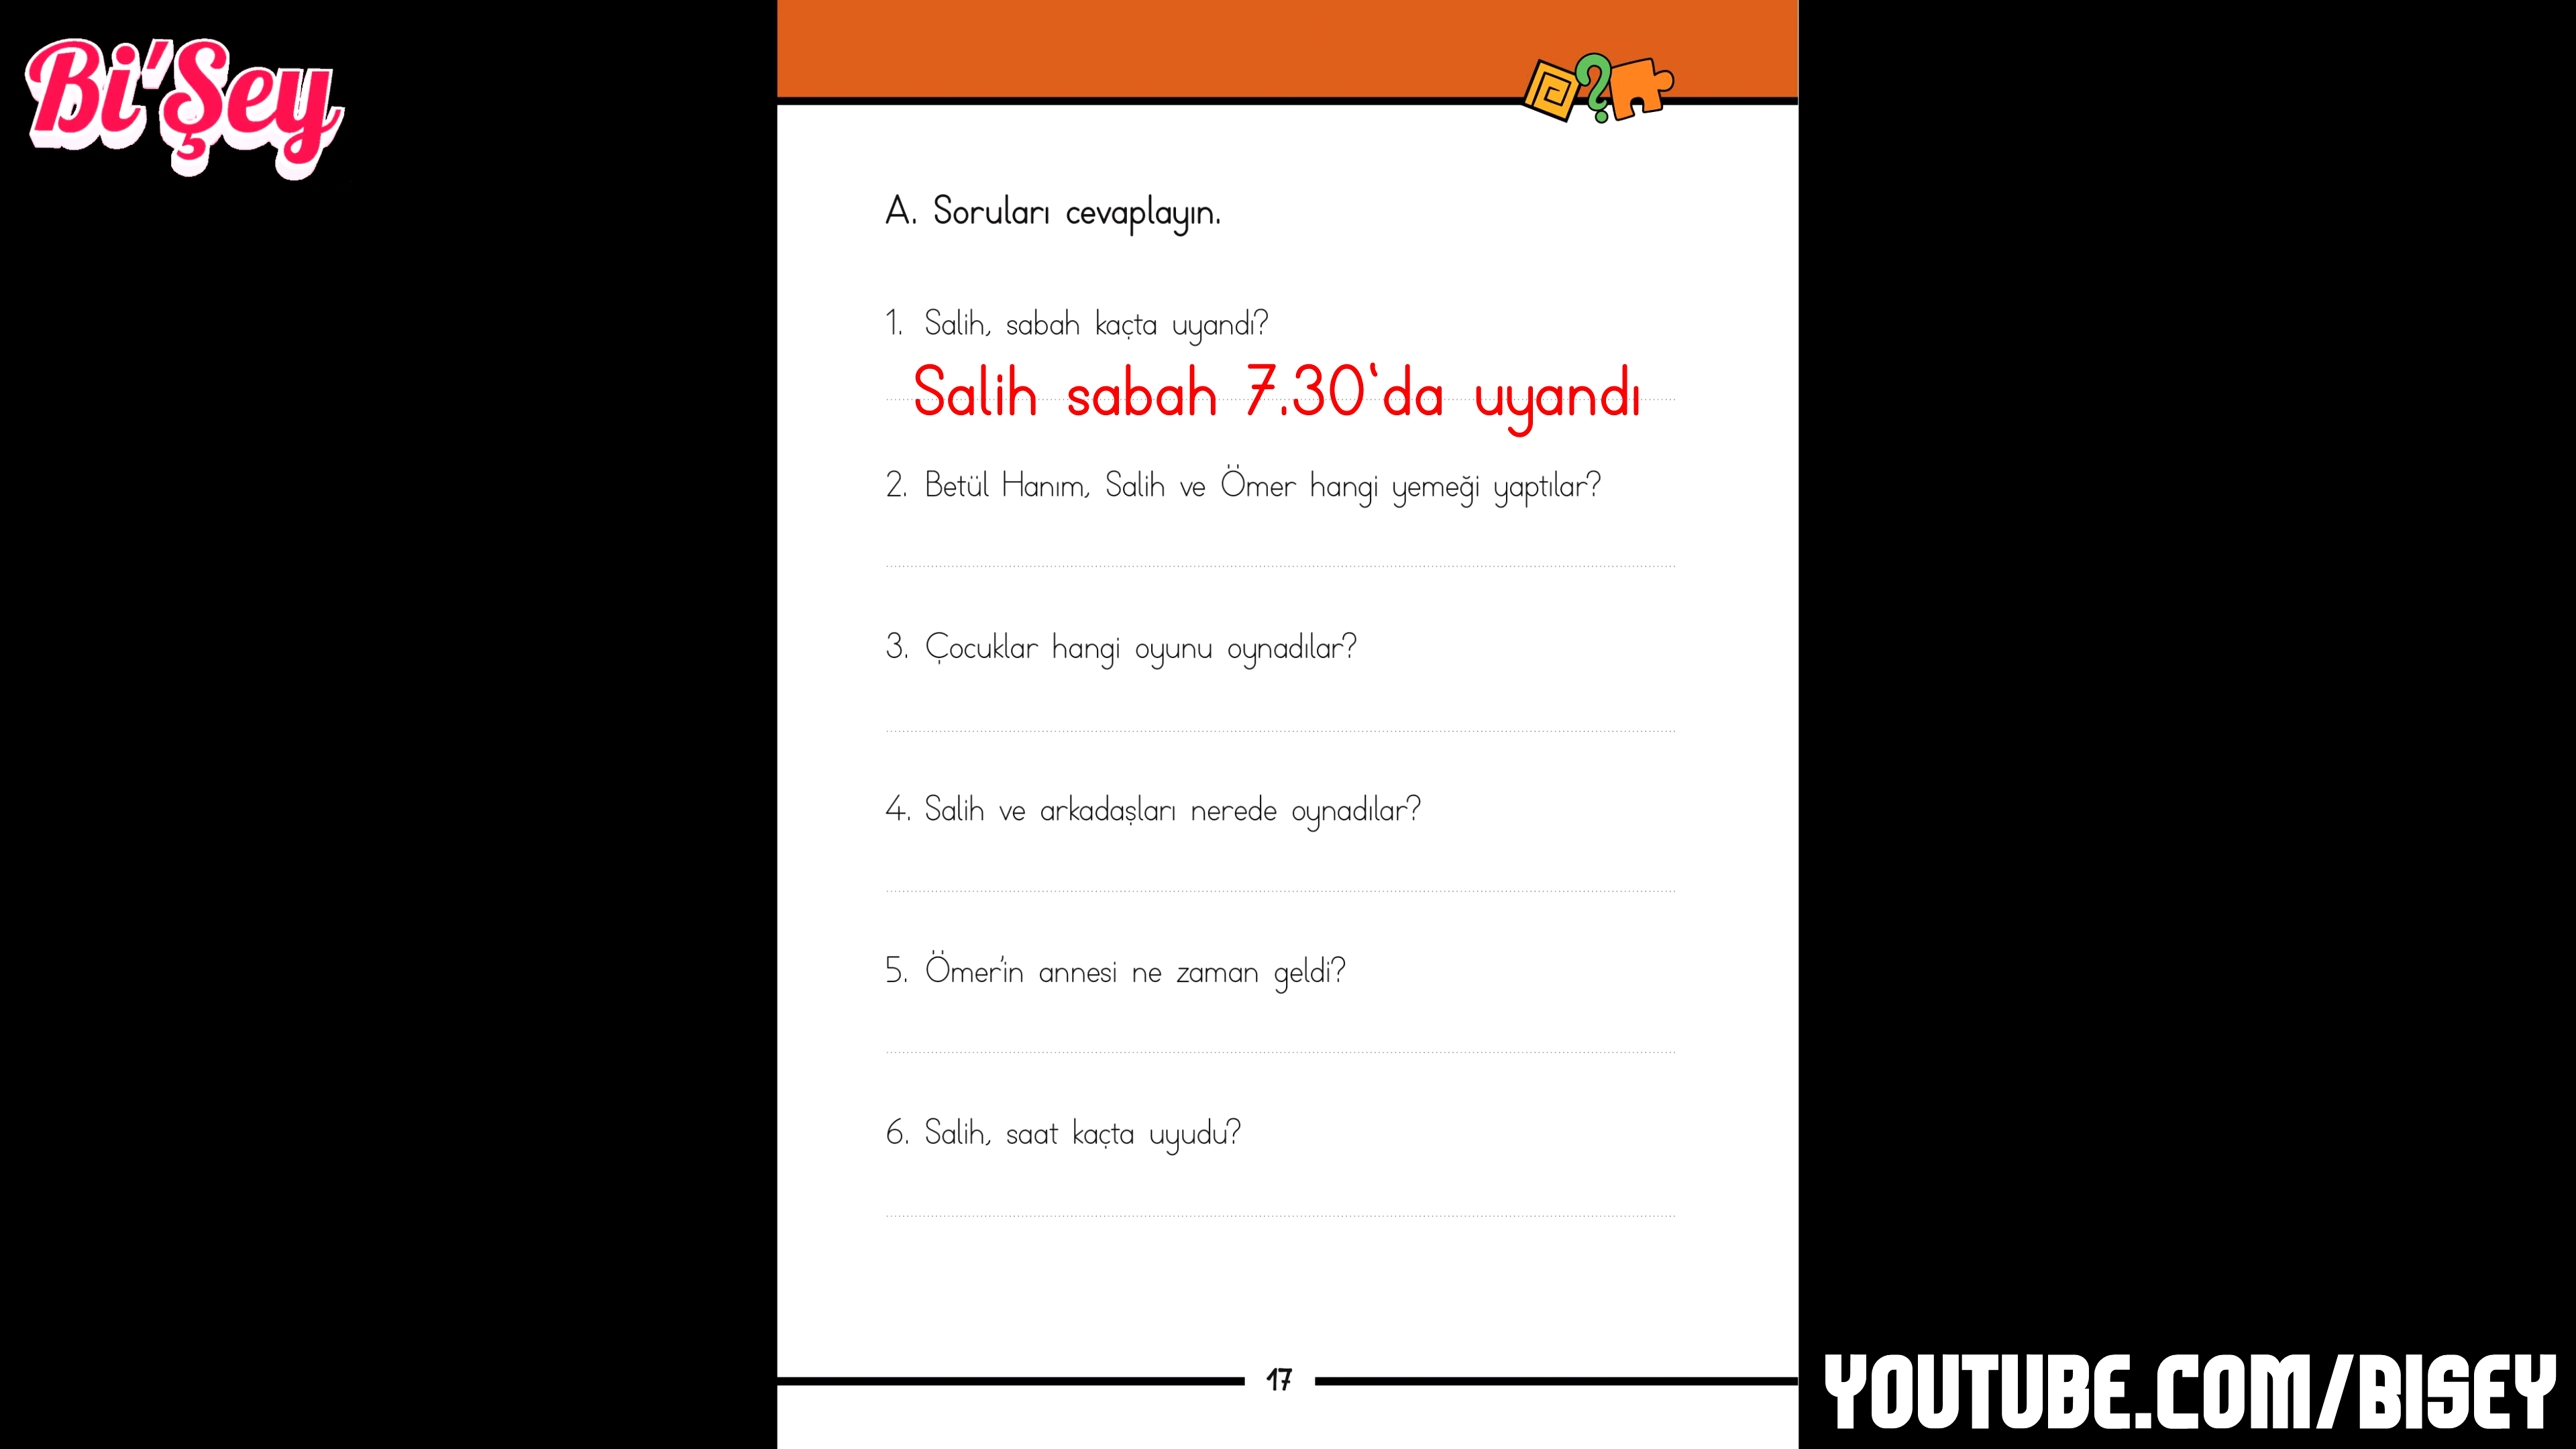 Bi'Şey
A. Soruları cevaplayın.
1. Salih, sabah kaçta uyandı?
Salih sabah 7.30'da uyandı
2. Betül Hanım, Salih ve Ömer hangi yemeği yaptılar?
3. Çocuklar hangi oyunu oynadılar?
4. Salih ve arkadaşları nerede oynadılar?
5. Ömer'in annesi ne zaman geldi?
6. Salih, saat kaçta uyudu?
17
YOUTUBE.COM/BISEY